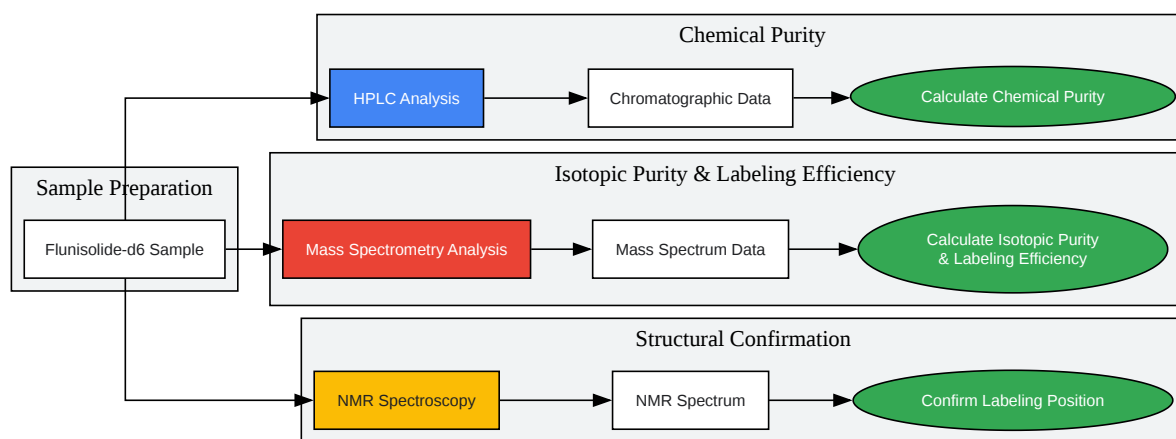 Chemical Purity
HPLC Analysis
Chromatographic Data
Calculate Chemical Purity
Sample Preparation
Flunisolide-d6 Sample
Isotopic Purity & Labeling Efficiency
Mass Spectrometry Analysis
Mass Spectrum Data
Calculate Isotopic Purity
& Labeling Efficiency
Structural Confirmation
NMR Spectroscopy
NMR Spectrum
Confirm Labeling Position